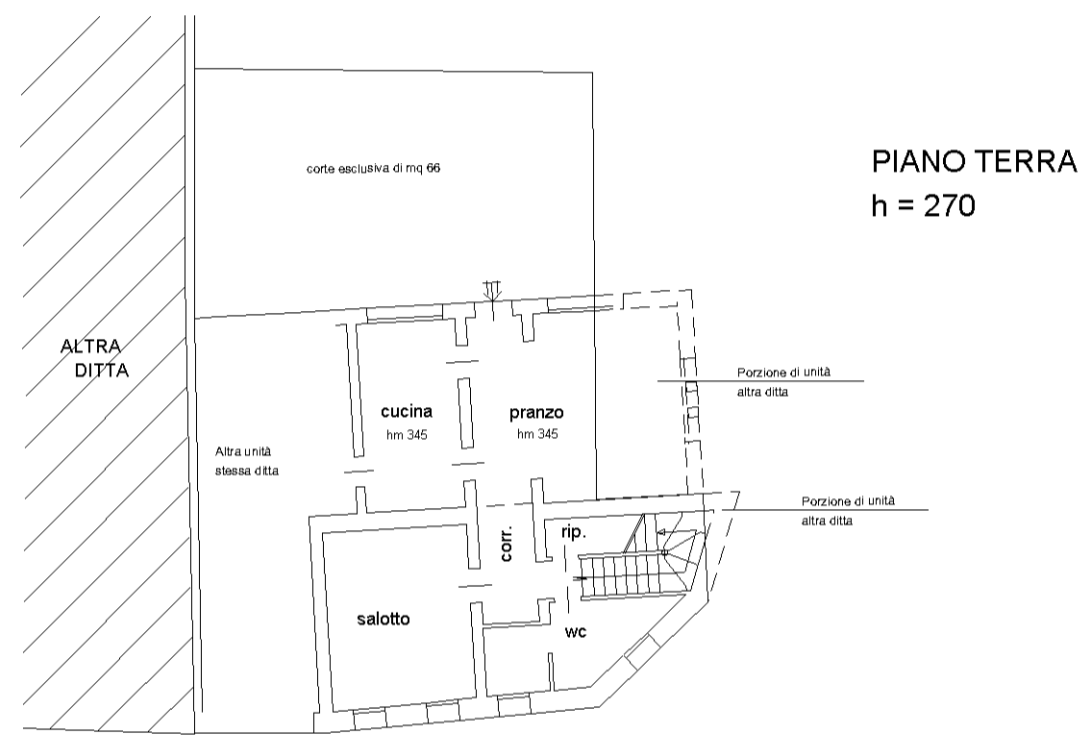 corte esclusiva di mq 66
PIANO TERRA
h = 270
ALTRA
DITTA
Porzione di unità
altra ditta
cucina
hm 345
pranzo
hm 345
Altra unità
stessa ditta
Porzione di unità
altra ditta
corr.
rip.
salotto
wc